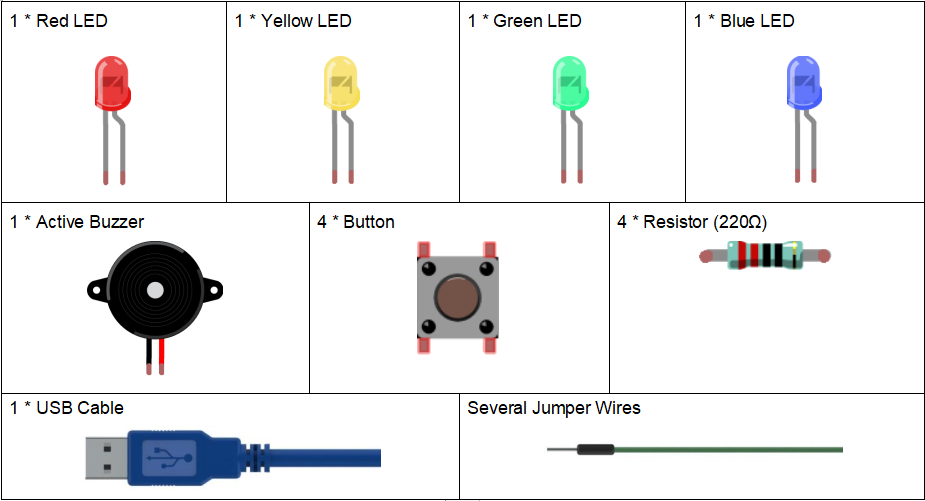 1 * Red LED
1 * Yellow LED
1 * Green LED
1 * Blue LED
1 * Active Buzzer
4 * Button
4 * Resistor (220Ω)
1 * USB Cable
Several Jumper Wires